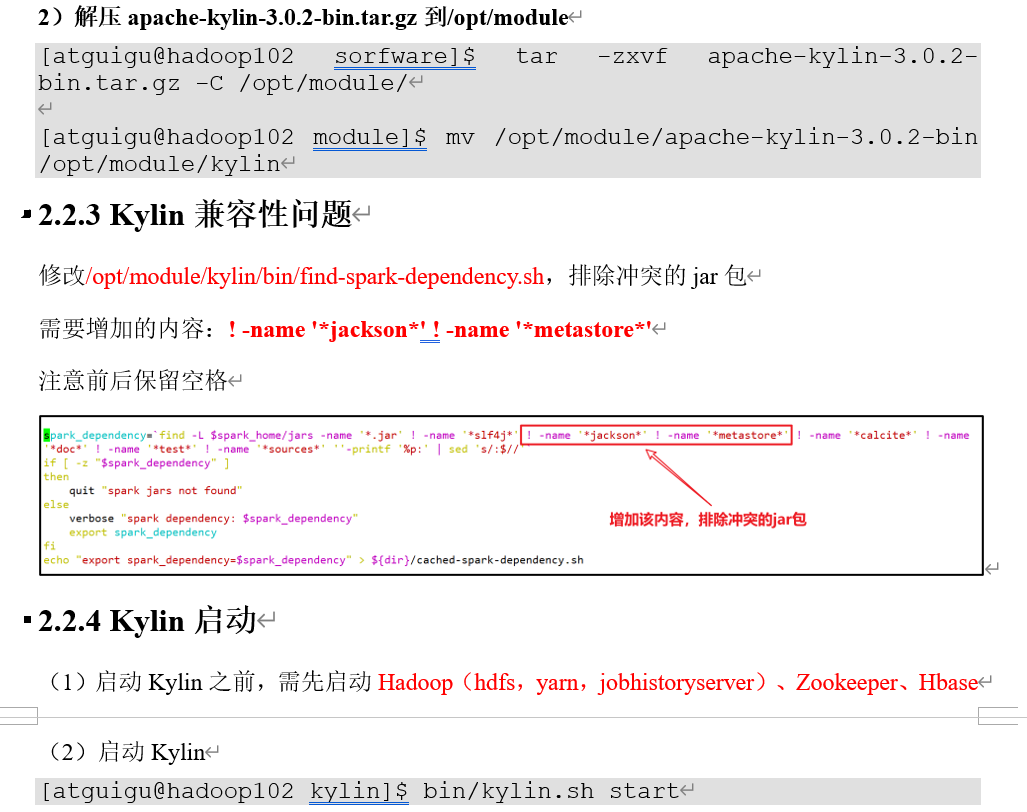 2）解压 apache-kylin-3.0.2-bin.tar.gz 到/opt/module
[atguigu@hadoop102 sorfware]$ tar -zxvf apache-kylin-3.0.2-
bin.tar.gz -C /opt/module/
[atguigu@hadoop102 module]$ mv /opt/module/apache-kylin-3.0.2-bin
/opt/module/kylin
2.2.3 Kylin 兼容性问题
修改/opt/module/kylin/bin/find-spark-dependency.sh，排除冲突的 jar 包
需要增加的内容：! -name '*jackson*' ! -name '*metastore*'
注意前后保留空格
spark_dependency=`find -L $spark_home/jars -name '*.jar' ! -name '*slf4j*' ! -name '*jackson*' ! -name '*metastore*' ! -name '*calcite*' ! -name
'*doc*' ! -name '*test*' ! -name '*sources*' ''-printf '%p:' | sed 's/:$//'`
if [ -z "$spark_dependency" ]
then
quit "spark jars not found"
else
verbose "spark dependency: $spark_dependency"
export spark_dependency
增加该内容，排除冲突的jar包
fi
echo "export spark_dependency=$spark_dependency" > ${dir}/cached-spark-dependency.sh
2.2.4 Kylin 启动
（1）启动 Kylin 之前，需先启动 Hadoop（hdfs，yarn，jobhistoryserver）、Zookeeper、Hbase
（2）启动 Kylin
[atguigu@hadoop102 kylin]$ bin/kylin.sh start